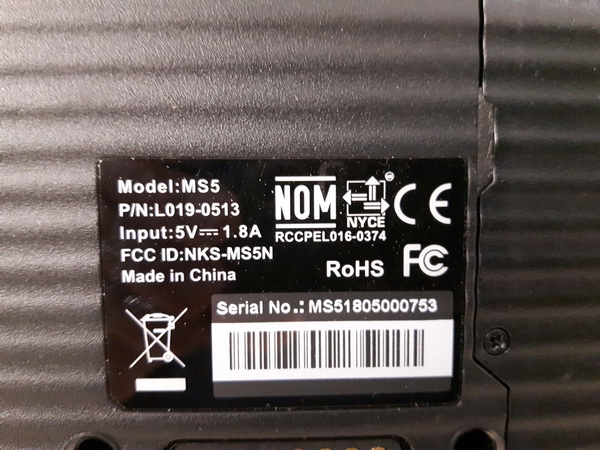 Model:MS5
P/N:L019-0513
Input:5V⎓1.8A
FCC ID:NKS-MS5N
Made in China
NOM
NYCE
CE
RCCPEL016-0374
RoHS
FC
Serial No.: MS51805000753